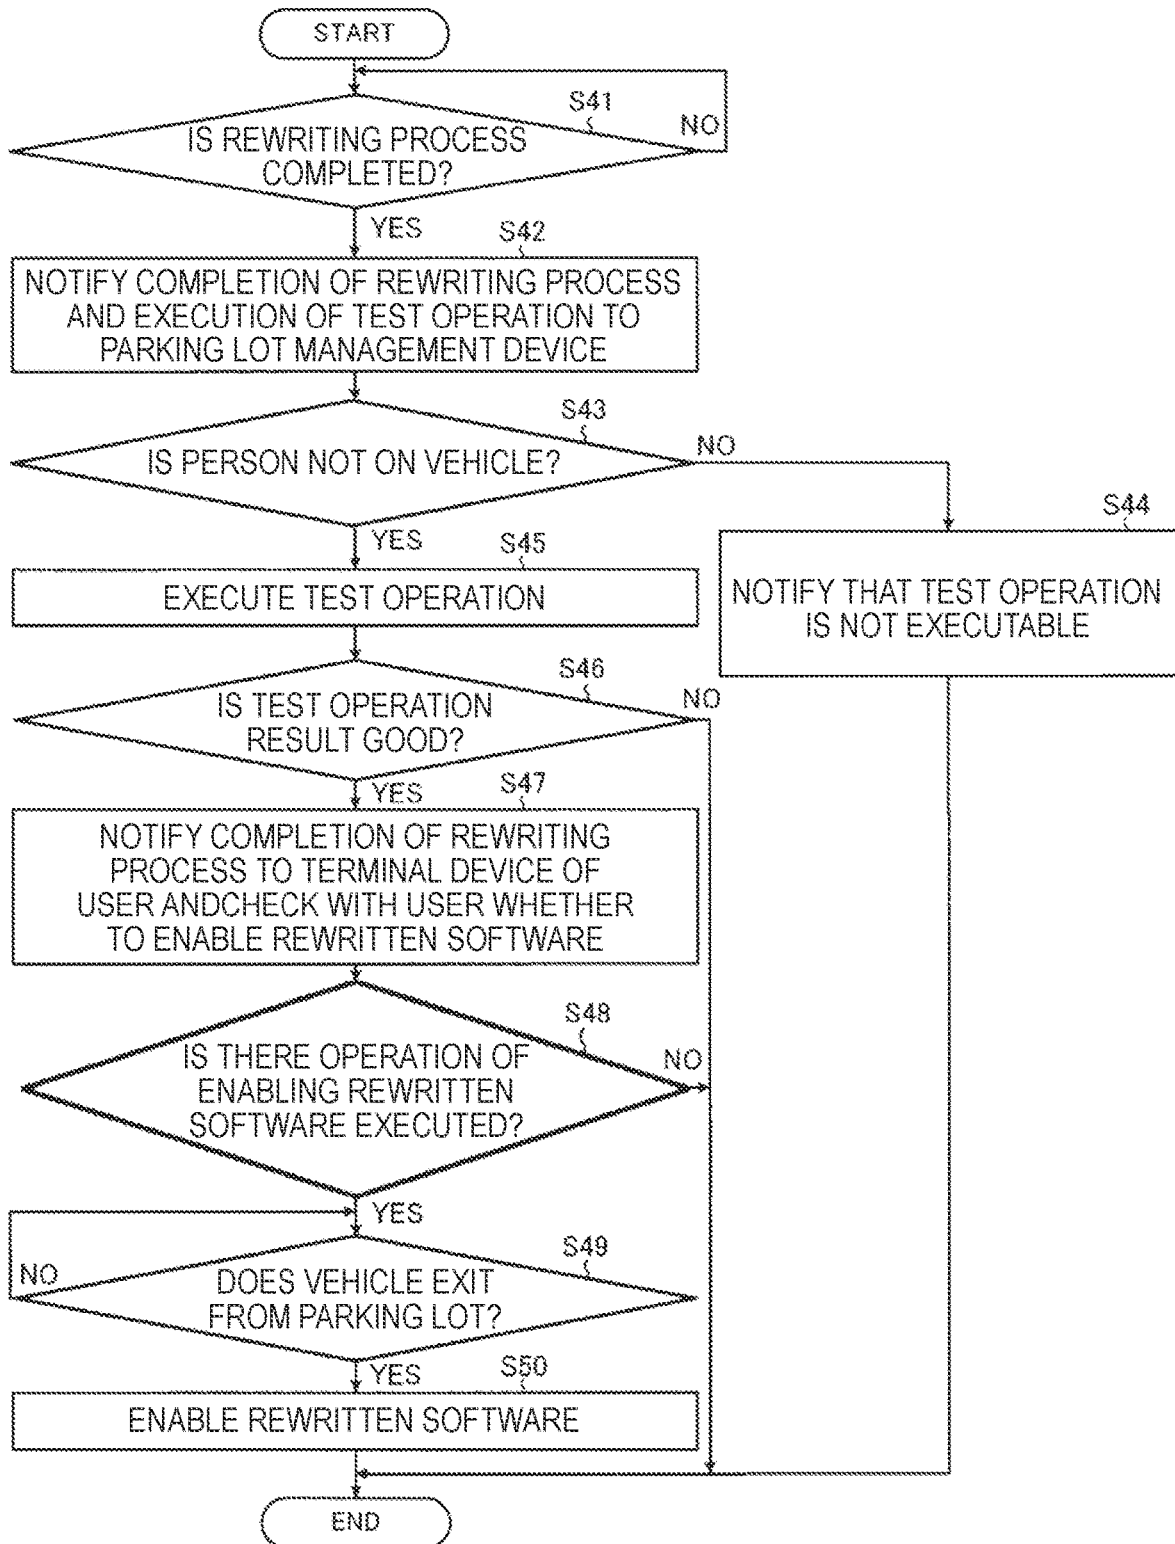 START
S41
NO
IS REWRITING PROCESS
COMPLETED?
YES
S42
NOTIFY COMPLETION OF REWRITING PROCESS
AND EXECUTION OF TEST OPERATION TO
PARKING LOT MANAGEMENT DEVICE
S43
NO
IS PERSON NOT ON VEHICLE?
YES
S44
NOTIFY THAT TEST OPERATION
IS NOT EXECUTABLE
S45
EXECUTE TEST OPERATION
S46
NO
IS TEST OPERATION
RESULT GOOD?
YES
S47
NOTIFY COMPLETION OF REWRITING
PROCESS TO TERMINAL DEVICE OF
USER ANDCHECK WITH USER WHETHER
TO ENABLE REWRITTEN SOFTWARE
S48
NO
IS THERE OPERATION OF
ENABLING REWRITTEN
SOFTWARE EXECUTED?
YES
S49
NO
DOES VEHICLE EXIT
FROM PARKING LOT?
YES
S50
ENABLE REWRITTEN SOFTWARE
END